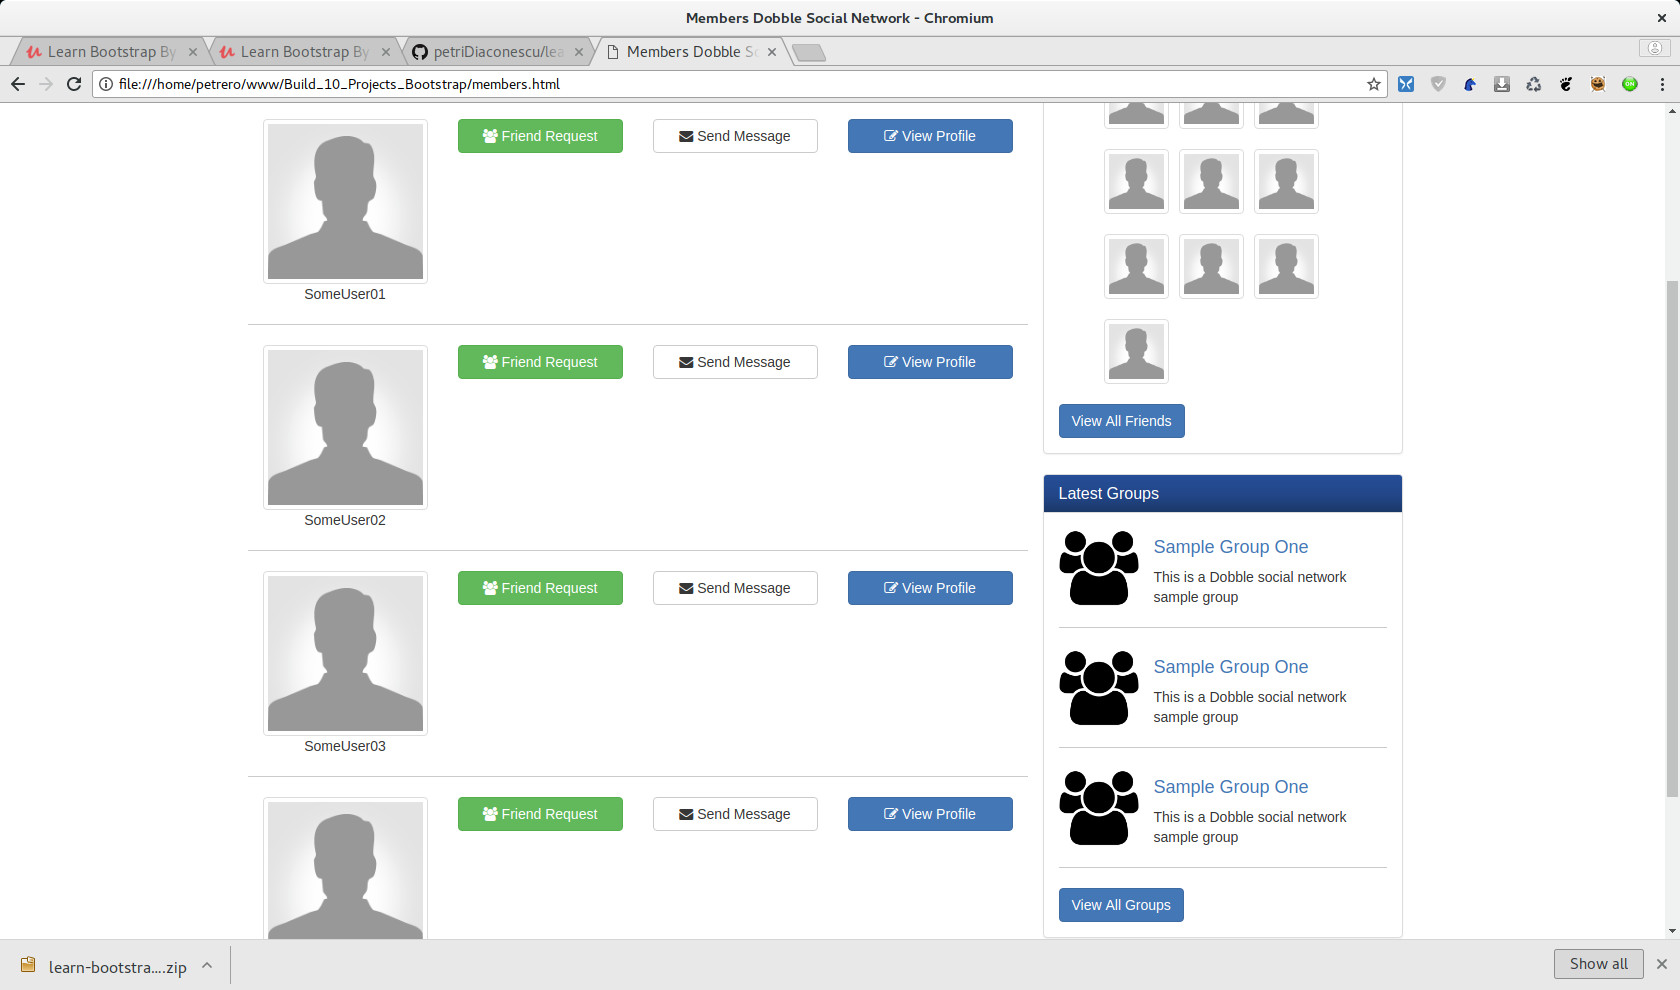 Members Dobble Social Network - Chromium
Learn Bootstrap By
Learn Bootstrap By
petriDiaconescu/lea
Members Dobble So
file:///home/petrero/www/Build_10_Projects_Bootstrap/members.html
ON
Friend Request
Send Message
View Profile
SomeUser01
Friend Request
Send Message
View Profile
SomeUser02
Friend Request
Send Message
View Profile
SomeUser03
Friend Request
Send Message
View Profile
View All Friends
Latest Groups
Sample Group One
This is a Dobble social network
sample group
Sample Group One
This is a Dobble social network
sample group
Sample Group One
This is a Dobble social network
sample group
View All Groups
learn-bootstra....zip
Show all